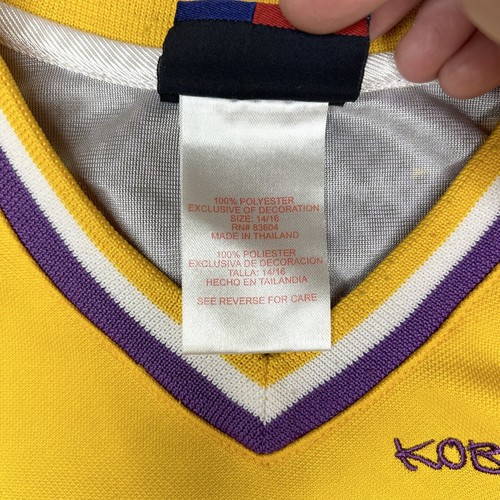 100% POLYESTER
EXCLUSIVE OF DECORATION
SIZE: 14/16
RN# 83604
MADE IN THAILAND
100% POLIESTER
EXCLUSIVA DE DECORACION
TALLA: 14/16
HECHO EN TAILANDIA
SEE REVERSE FOR CARE
KOB